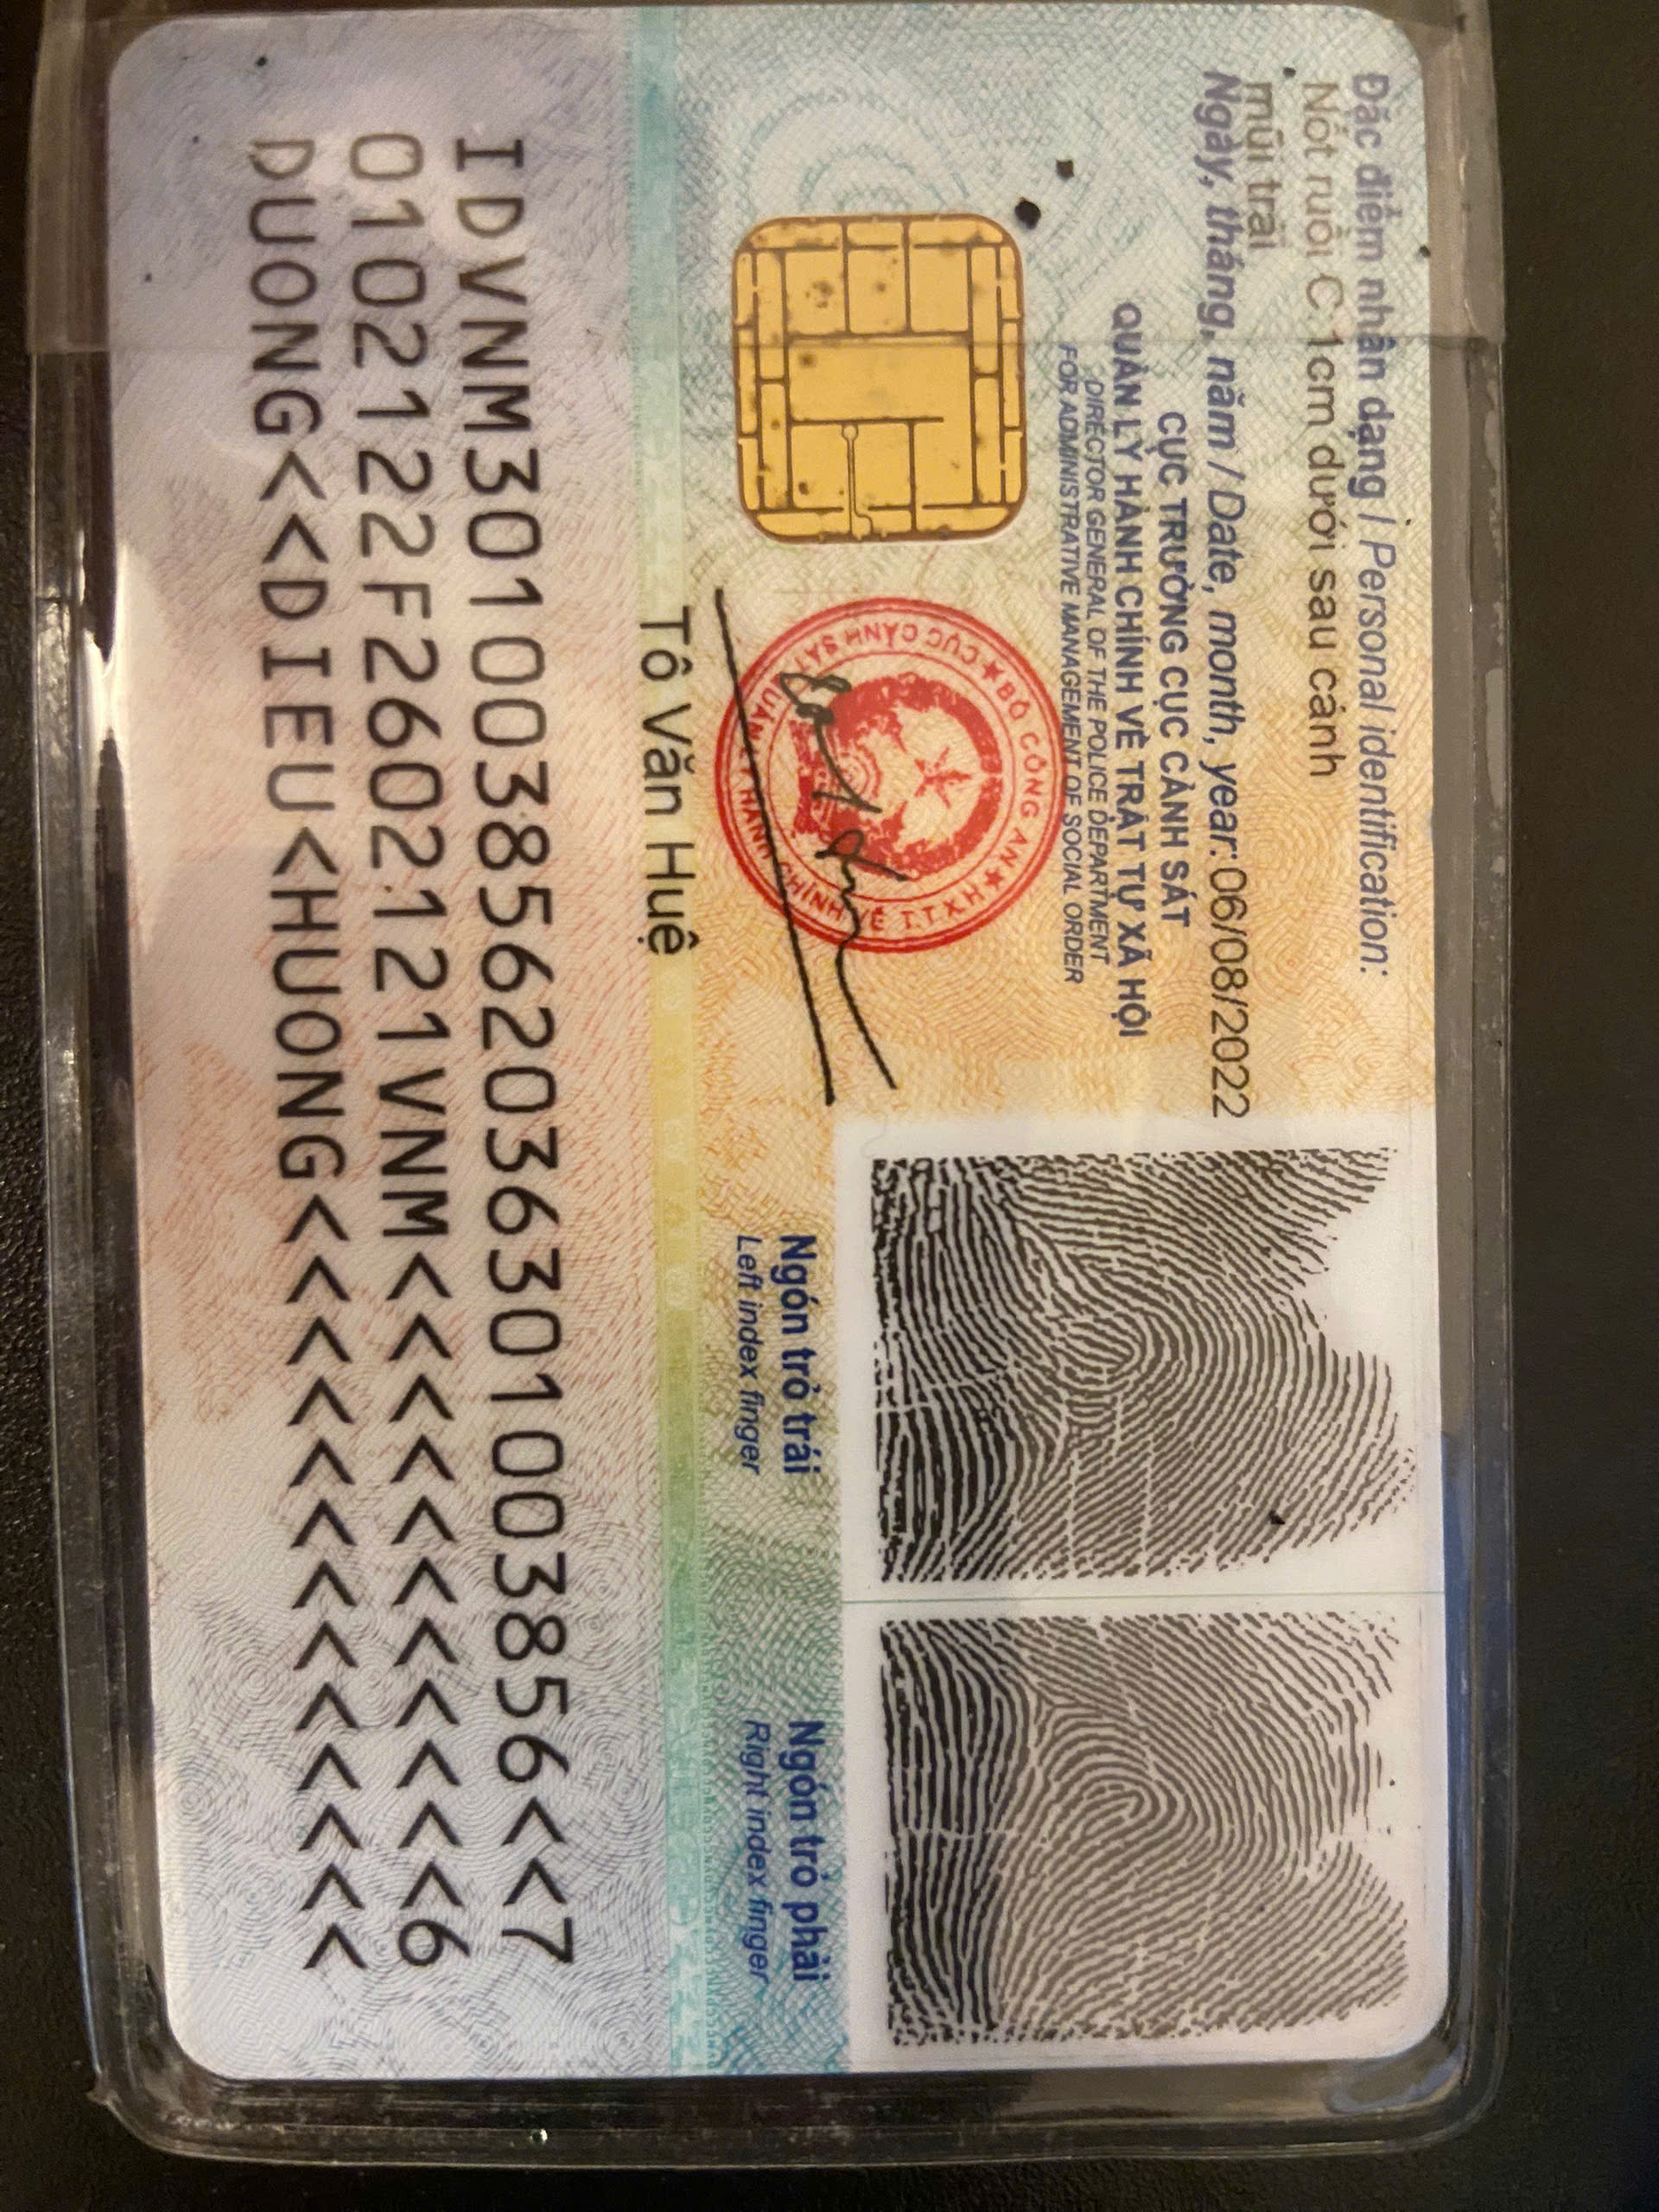 Đặc điểm nhân dạng / Personal identification:
Nốt ruồi C.1cm dưới sau cánh
mũi trái
Ngày, tháng, năm / Date, month, year: 06/08/2022
CỤC TRƯỞNG CỤC CẢNH SÁT
QUẢN LÝ HÀNH CHÍNH VỀ TRẬT TỰ XÃ HỘI
DIRECTOR GENERAL OF THE POLICE DEPARTMENT
FOR ADMINISTRATIVE MANAGEMENT OF SOCIAL ORDER
BỘ CÔNG AN
CỤC CẢNH SÁT QUẢN LÝ HÀNH CHÍNH VỀ T.T.X.H
Tô Văn Huệ
Ngón trỏ trái
Left index finger
Ngón trỏ phải
Right index finger
IDVNM3010038562036301003856<<7
0102122F2602121VNM<<<<<<<<<<<6
DUONG<<DIEU<HUONG<<<<<<<<<<<<<